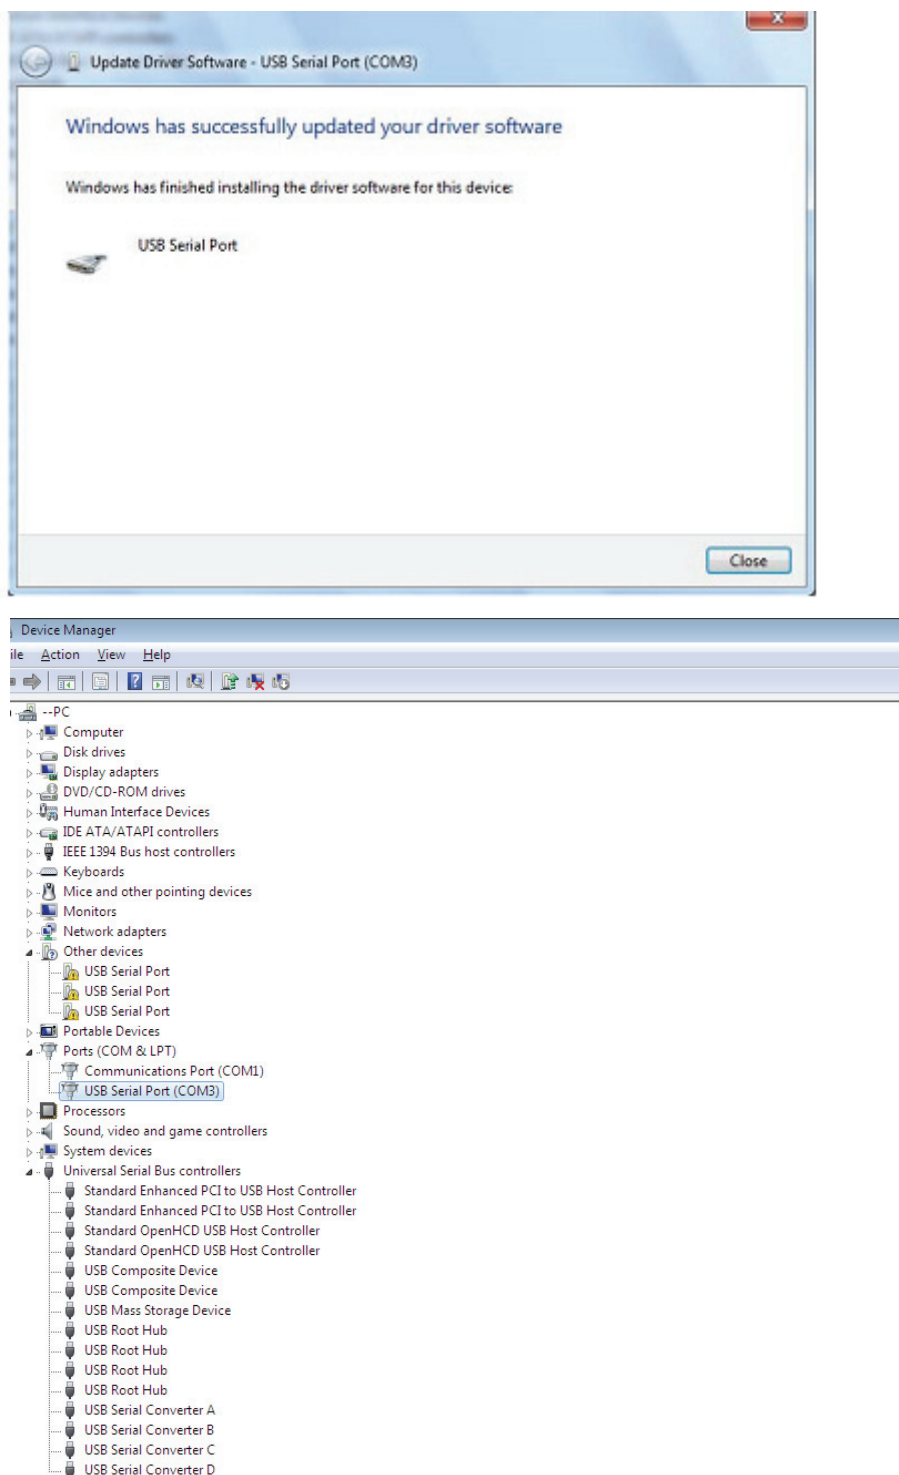 Update Driver Software - USB Serial Port (COM3)
Windows has successfully updated your driver software
Windows has finished installing the driver software for this device:
USB Serial Port
Close
Device Manager
ile Action View Help
--PC
Computer
Disk drives
Display adapters
DVD/CD-ROM drives
Human Interface Devices
IDE ATA/ATAPI controllers
IEEE 1394 Bus host controllers
Keyboards
Mice and other pointing devices
Monitors
Network adapters
Other devices
USB Serial Port
USB Serial Port
USB Serial Port
Portable Devices
Ports (COM & LPT)
Communications Port (COM1)
USB Serial Port (COM3)
Processors
Sound, video and game controllers
System devices
Universal Serial Bus controllers
Standard Enhanced PCI to USB Host Controller
Standard Enhanced PCI to USB Host Controller
Standard OpenHCD USB Host Controller
Standard OpenHCD USB Host Controller
USB Composite Device
USB Composite Device
USB Mass Storage Device
USB Root Hub
USB Root Hub
USB Root Hub
USB Root Hub
USB Serial Converter A
USB Serial Converter B
USB Serial Converter C
USB Serial Converter D